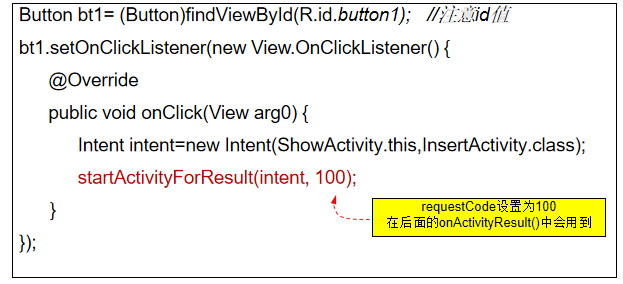 Button bt1= (Button)findViewById(R.id.button1);   //注意id值
bt1.setOnClickListener(new View.OnClickListener() {
@Override
public void onClick(View arg0) {
Intent intent=new Intent(ShowActivity.this,InsertActivity.class);
startActivityForResult(intent, 100);
}
});
requestCode设置为100
在后面的onActivityResult()中会用到